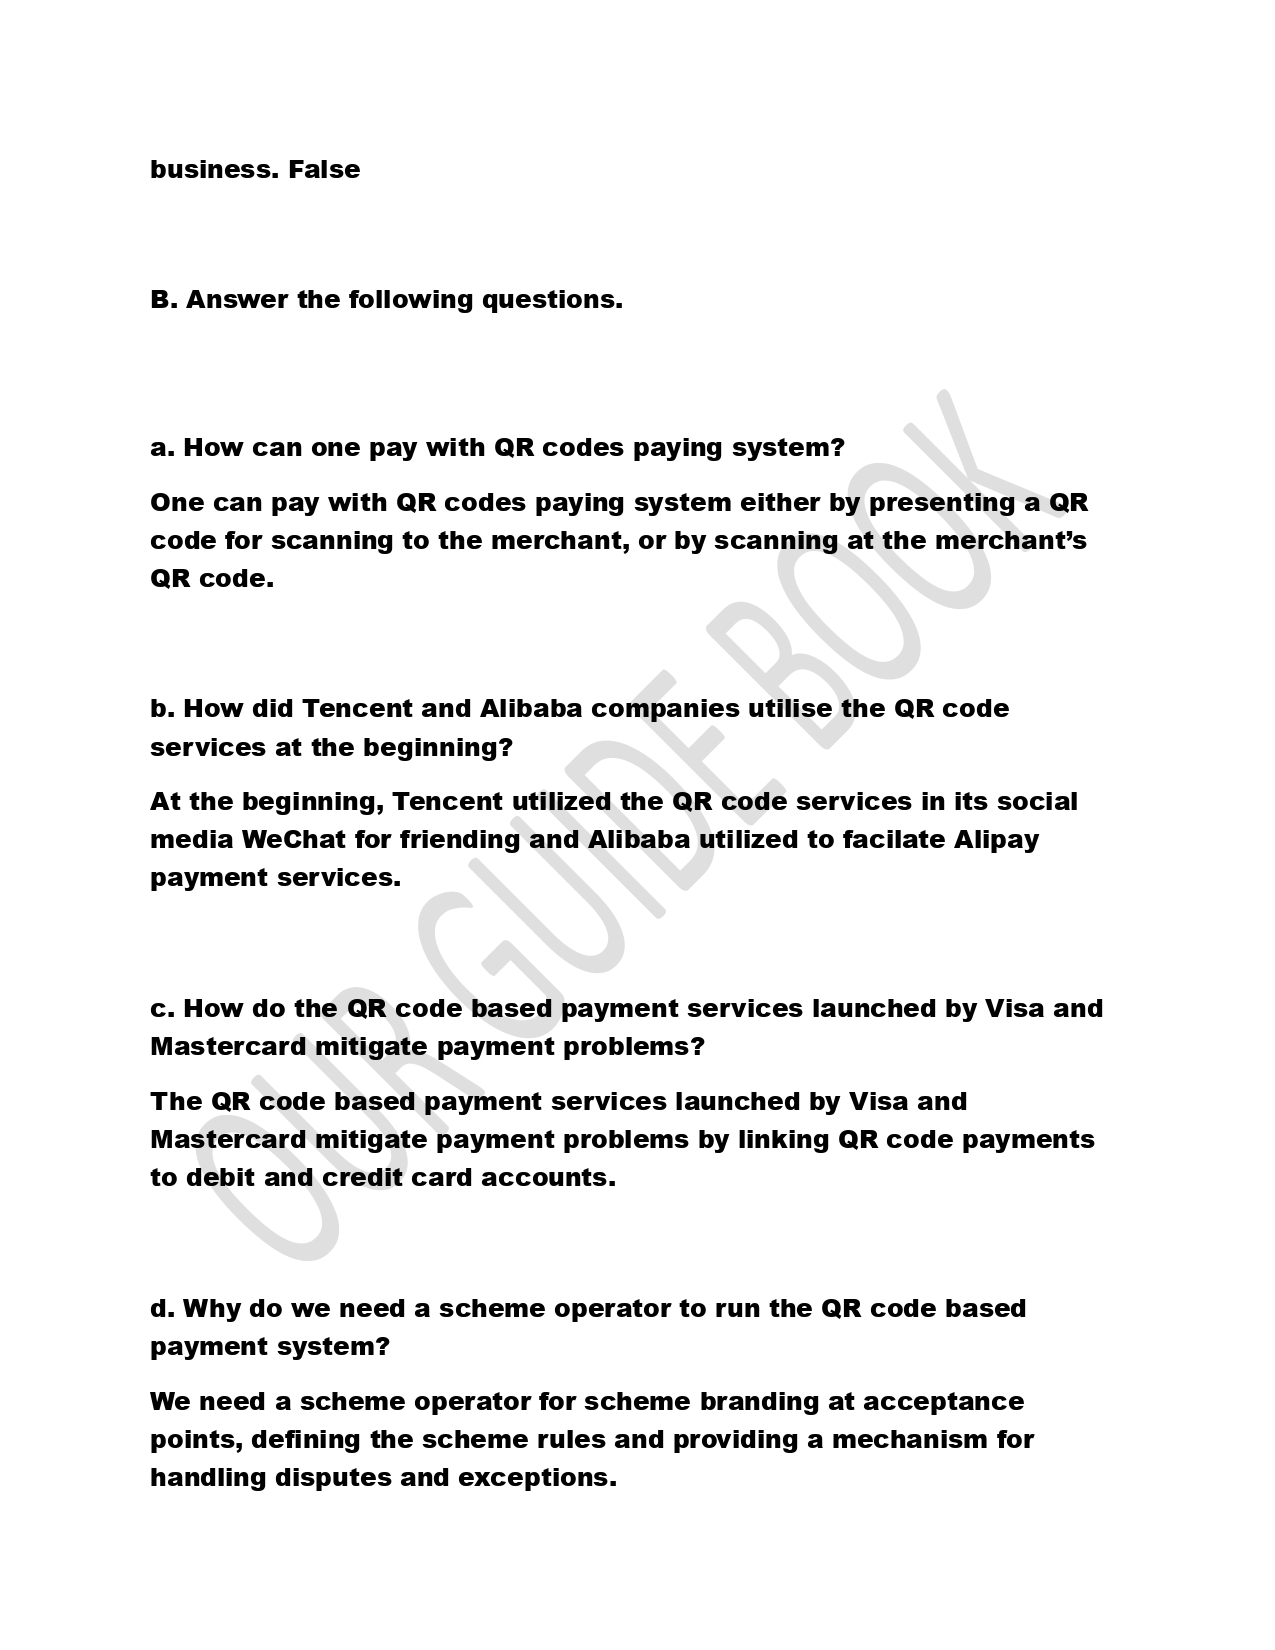 business. False
B. Answer the following questions.
a. How can one pay with QR codes paying system?
One can pay with QR codes paying system either by presenting a QR
code for scanning to the merchant, or by scanning at the merchant’s
QR code.
b. How did Tencent and Alibaba companies utilise the QR code
services at the beginning?
At the beginning, Tencent utilized the QR code services in its social
media WeChat for friending and Alibaba utilized to facilate Alipay
payment services.
c. How do the QR code based payment services launched by Visa and
Mastercard mitigate payment problems?
The QR code based payment services launched by Visa and
Mastercard mitigate payment problems by linking QR code payments
to debit and credit card accounts.
d. Why do we need a scheme operator to run the QR code based
payment system?
We need a scheme operator for scheme branding at acceptance
points, defining the scheme rules and providing a mechanism for
handling disputes and exceptions.
OUR GUIDE BOOK